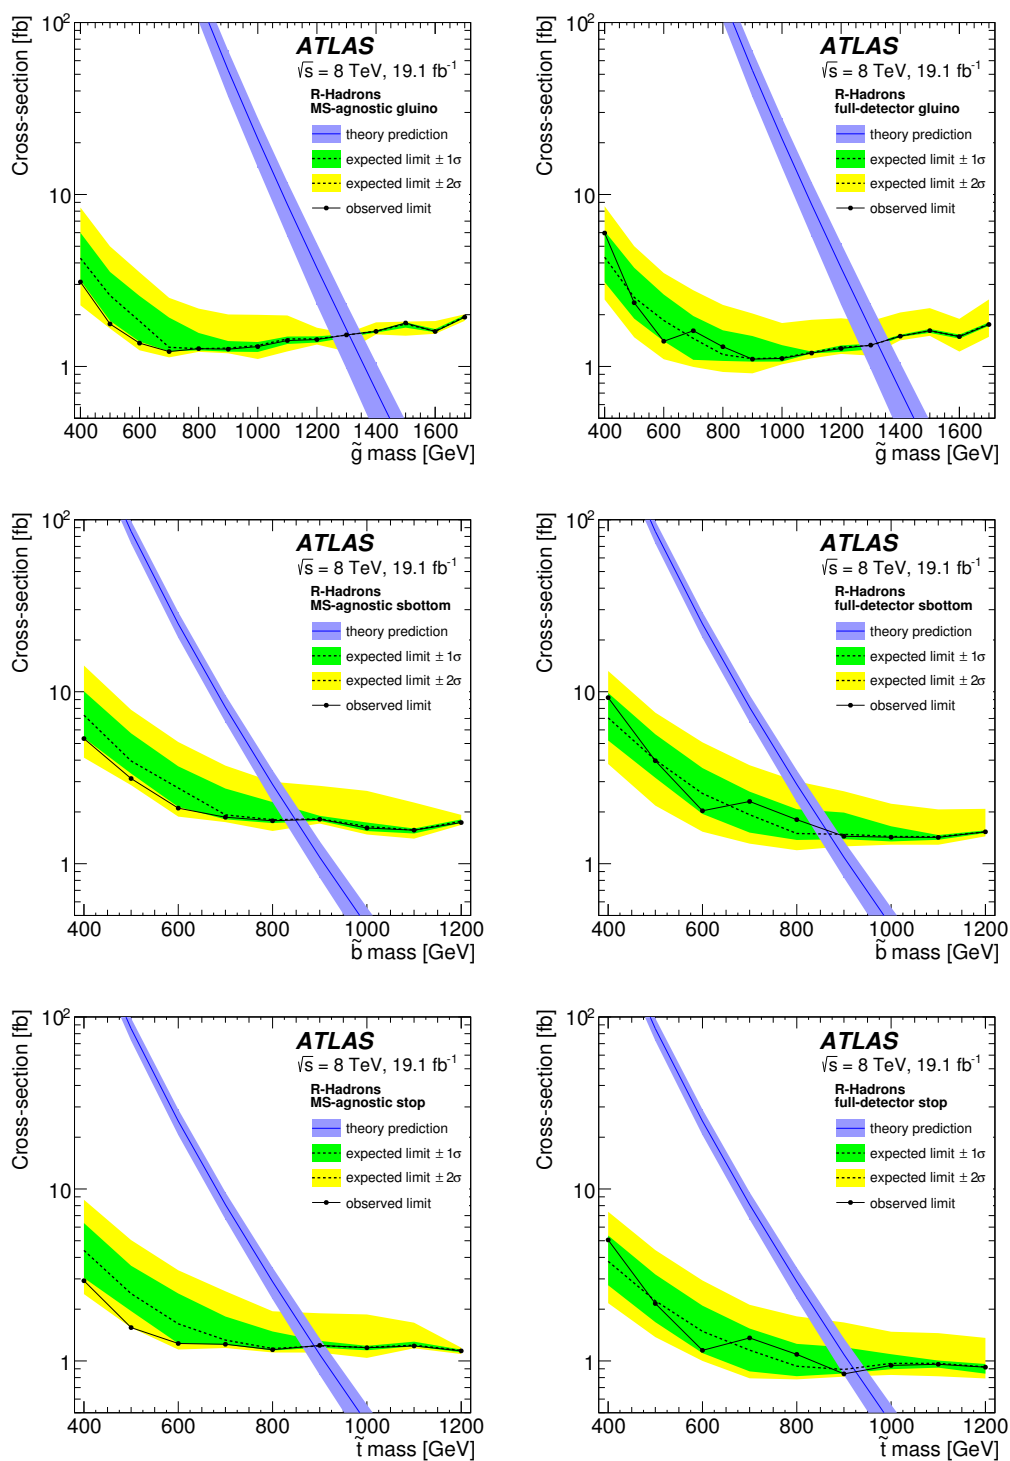 Cross-section [fb]
10²
10
1
ATLAS
√s = 8 TeV, 19.1 fb⁻¹
R-Hadrons
MS-agnostic gluino
theory prediction
expected limit ± 1σ
expected limit ± 2σ
observed limit
400 600 800 1000 1200 1400 1600
g̃ mass [GeV]
Cross-section [fb]
10²
10
1
ATLAS
√s = 8 TeV, 19.1 fb⁻¹
R-Hadrons
full-detector gluino
theory prediction
expected limit ± 1σ
expected limit ± 2σ
observed limit
400 600 800 1000 1200 1400 1600
g̃ mass [GeV]
Cross-section [fb]
10²
10
1
ATLAS
√s = 8 TeV, 19.1 fb⁻¹
R-Hadrons
MS-agnostic sbottom
theory prediction
expected limit ± 1σ
expected limit ± 2σ
observed limit
400 600 800 1000 1200
b̃ mass [GeV]
Cross-section [fb]
10²
10
1
ATLAS
√s = 8 TeV, 19.1 fb⁻¹
R-Hadrons
full-detector sbottom
theory prediction
expected limit ± 1σ
expected limit ± 2σ
observed limit
400 600 800 1000 1200
b̃ mass [GeV]
Cross-section [fb]
10²
10
1
ATLAS
√s = 8 TeV, 19.1 fb⁻¹
R-Hadrons
MS-agnostic stop
theory prediction
expected limit ± 1σ
expected limit ± 2σ
observed limit
400 600 800 1000 1200
t̃ mass [GeV]
Cross-section [fb]
10²
10
1
ATLAS
√s = 8 TeV, 19.1 fb⁻¹
R-Hadrons
full-detector stop
theory prediction
expected limit ± 1σ
expected limit ± 2σ
observed limit
400 600 800 1000 1200
t̃ mass [GeV]